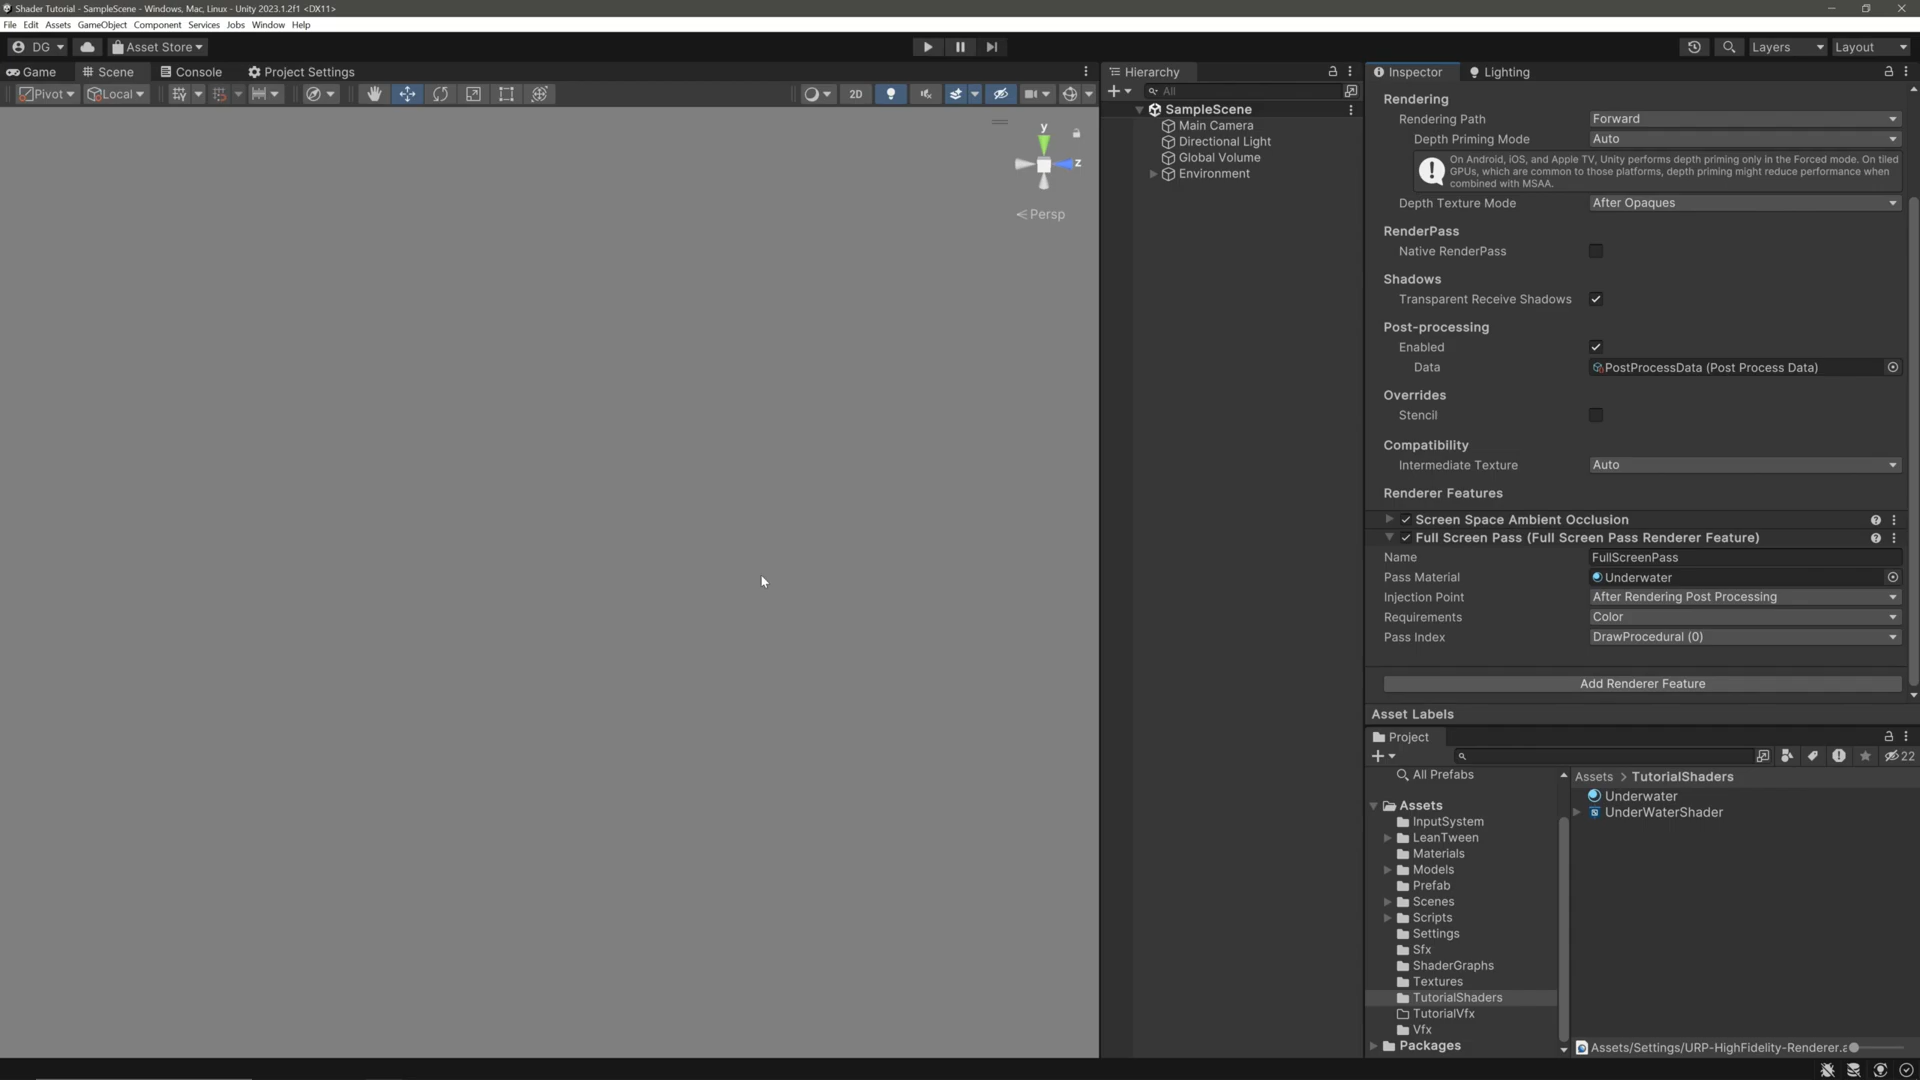 Shader Tutorial - SampleScene - Windows, Mac, Linux - Unity 2023.1.2f1 <DX11>
File Edit Assets GameObject Component Services Jobs Window Help
DG Asset Store Layers Layout
Game Scene Console Project Settings
Pivot Local 2D
y
z
Persp
Hierarchy
All
SampleScene
Main Camera
Directional Light
Global Volume
Environment
Inspector Lighting
Rendering
Rendering Path Forward
Depth Priming Mode Auto
On Android, iOS, and Apple TV, Unity performs depth priming only in the Forced mode. On tiled
GPUs, which are common to those platforms, depth priming might reduce performance when
combined with MSAA.
Depth Texture Mode After Opaques
RenderPass
Native RenderPass
Shadows
Transparent Receive Shadows
Post-processing
Enabled
Data PostProcessData (Post Process Data)
Overrides
Stencil
Compatibility
Intermediate Texture Auto
Renderer Features
Screen Space Ambient Occlusion
Full Screen Pass (Full Screen Pass Renderer Feature)
Name FullScreenPass
Pass Material Underwater
Injection Point After Rendering Post Processing
Requirements Color
Pass Index DrawProcedural (0)
Add Renderer Feature
Asset Labels
Project
22
All Prefabs
Assets
InputSystem
LeanTween
Materials
Models
Prefab
Scenes
Scripts
Settings
Sfx
ShaderGraphs
Textures
TutorialShaders
TutorialVfx
Vfx
Packages
Assets > TutorialShaders
Underwater
UnderWaterShader
Assets/Settings/URP-HighFidelity-Renderer.a